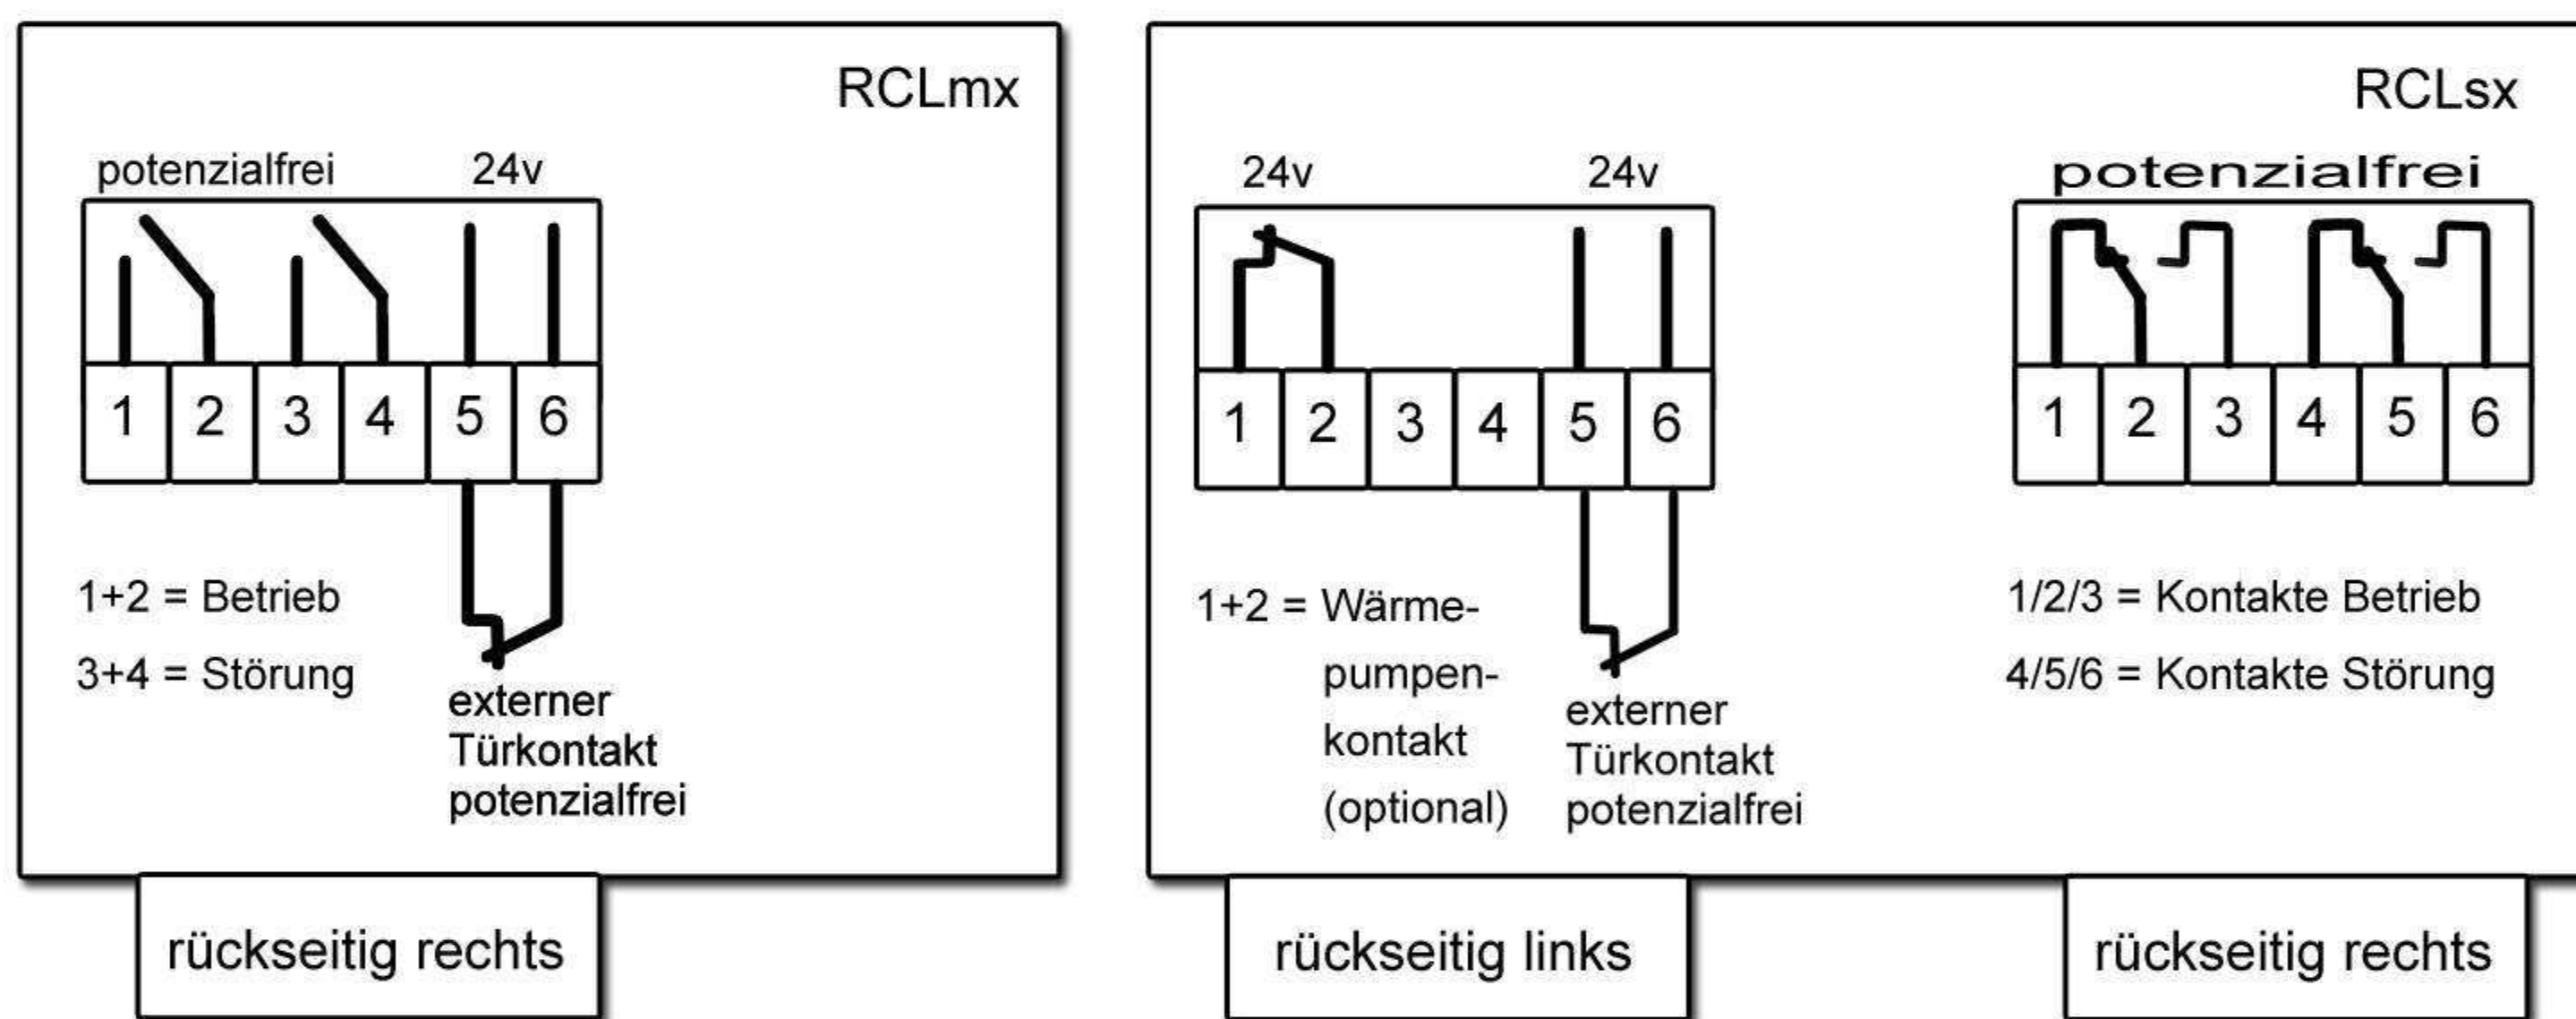 RCLmx
potenzialfrei 24v
1 2 3 4 5 6
1+2 = Betrieb
3+4 = Störung
externer
Türkontakt
potenzialfrei
rückseitig rechts
RCLsx
24v 24v
1 2 3 4 5 6
1+2 = Wärme-
pumpen-
kontakt
(optional)
externer
Türkontakt
potenzialfrei
rückseitig links
potenzialfrei
1 2 3 4 5 6
1/2/3 = Kontakte Betrieb
4/5/6 = Kontakte Störung
rückseitig rechts